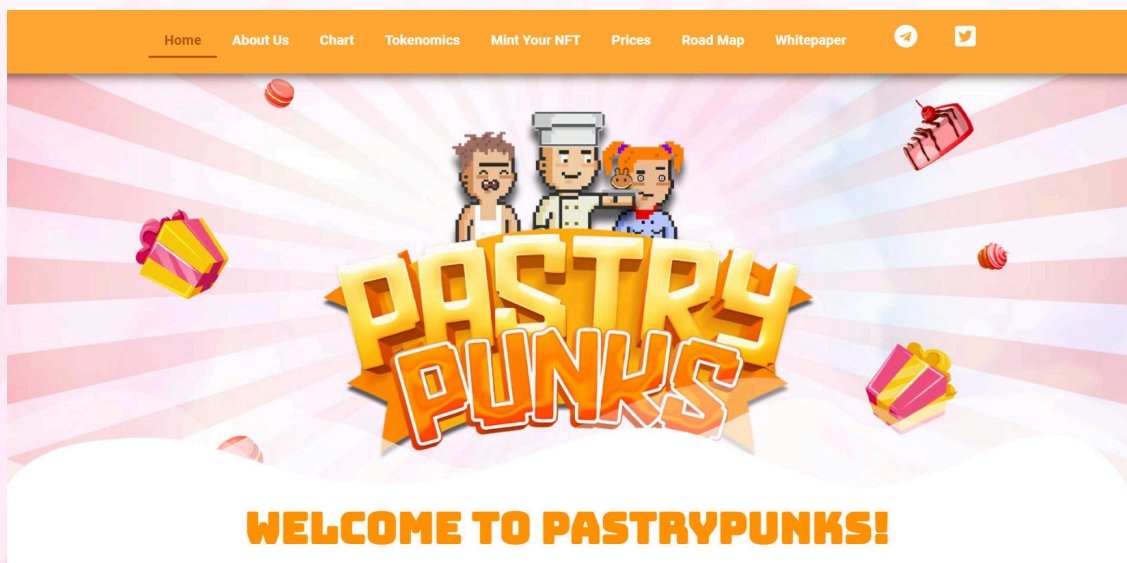 Home About Us Chart Tokenomics Mint Your NFT Prices Road Map Whitepaper
PASTRY
PUNKS
WELCOME TO PASTRYPUNKS!